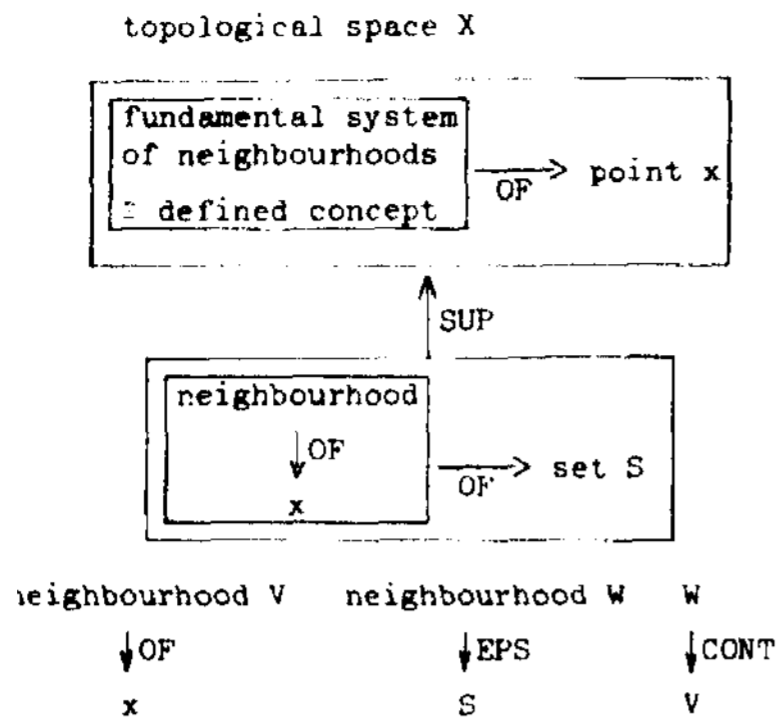 topological space X
fundamental system
of neighbourhoods
defined concept
OF
point x
SUP
neighbourhood
OF
x
OF
set S
neighbourhood V neighbourhood W W
OF EPS CONT
x S V